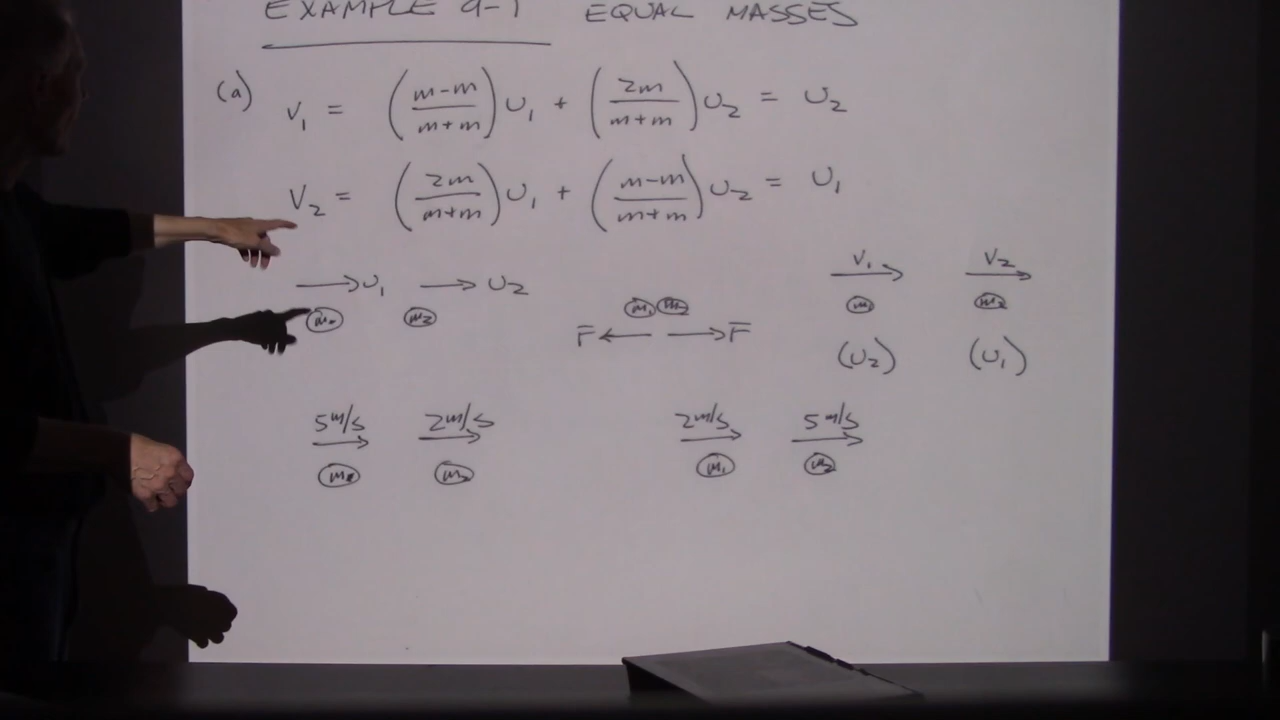 EXAMPLE 9-1 EQUAL MASSES
(a) V₁ = ((m-m)/(m+m)) U₁ + (2m/(m+m)) U₂ = U₂
V₂ = (2m/(m+m)) U₁ + ((m-m)/(m+m)) U₂ = U₁
→ U₁ → U₂ V₁ → V₂ →
m₁ m₂ m₁ m₂ m₁ m₂
F̅ ← → F̅ (U₂) (U₁)
5 m/s 2 m/s 2 m/s 5 m/s
→ → → →
m₁ m₂ m₁ m₂